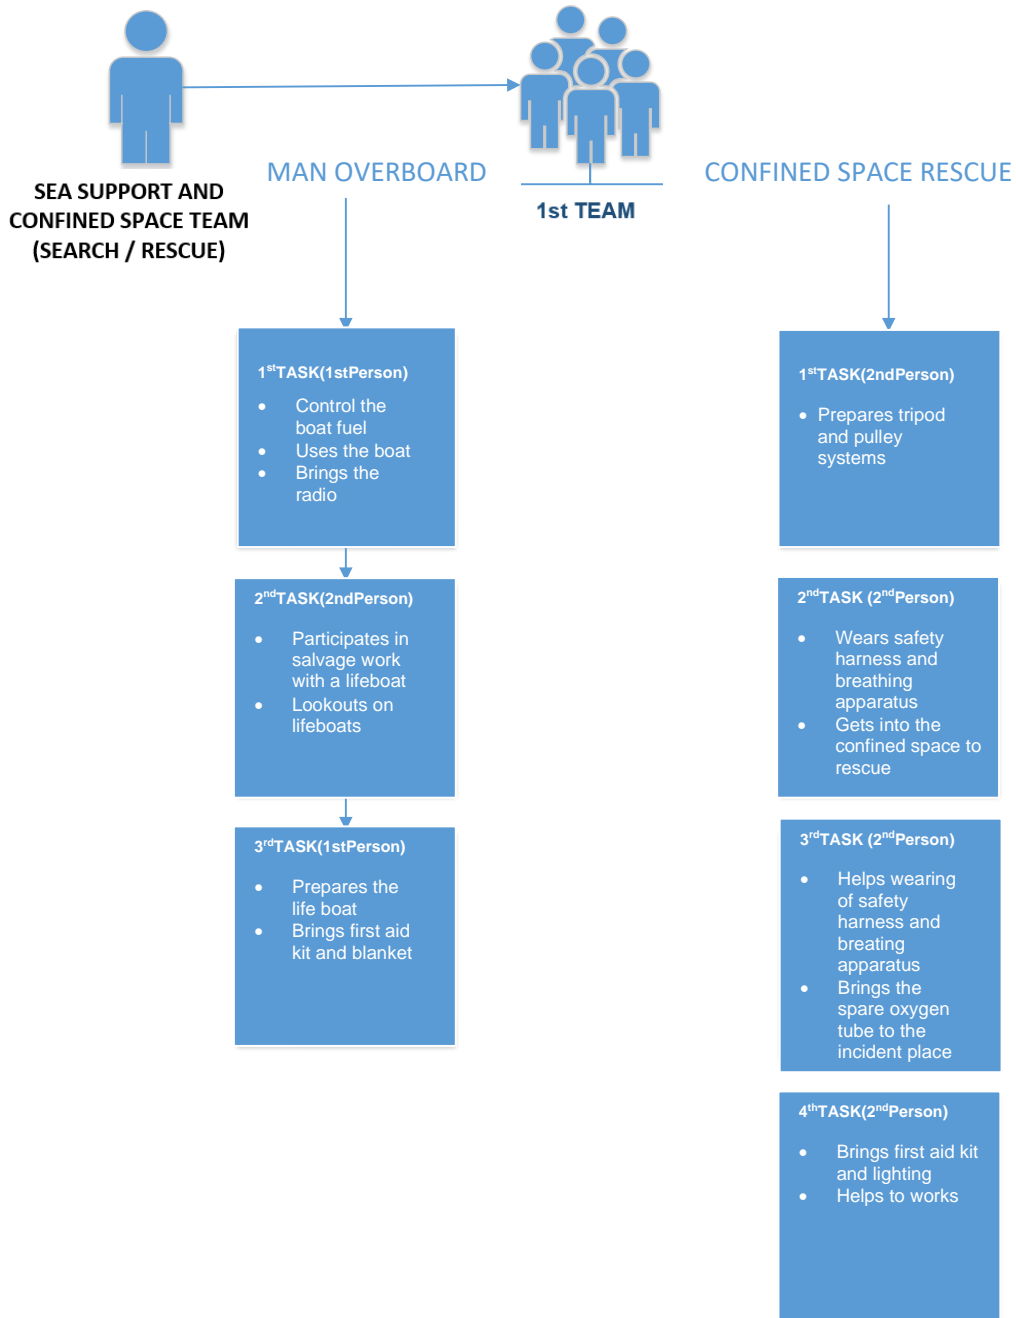 SEA SUPPORT AND
CONFINED SPACE TEAM
(SEARCH / RESCUE)
MAN OVERBOARD
1st TEAM
CONFINED SPACE RESCUE
1stTASK(1stPerson)
• Control the
boat fuel
• Uses the boat
• Brings the
radio
2ndTASK(2ndPerson)
• Participates in
salvage work
with a lifeboat
• Lookouts on
lifeboats
3rdTASK(1stPerson)
• Prepares the
life boat
• Brings first aid
kit and blanket
1stTASK(2ndPerson)
• Prepares tripod
and pulley
systems
2ndTASK (2ndPerson)
• Wears safety
harness and
breathing
apparatus
• Gets into the
confined space to
rescue
3rdTASK (2ndPerson)
• Helps wearing
of safety
harness and
breating
apparatus
• Brings the
spare oxygen
tube to the
incident place
4thTASK(2ndPerson)
• Brings first aid kit
and lighting
• Helps to works